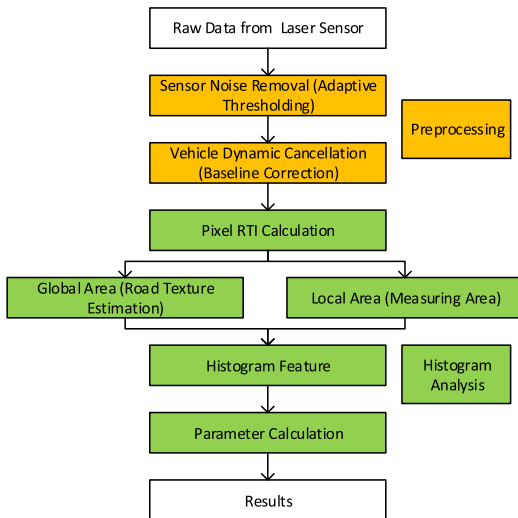 Raw Data from Laser Sensor
Sensor Noise Removal (Adaptive
Thresholding)
Preprocessing
Vehicle Dynamic Cancellation
(Baseline Correction)
Pixel RTI Calculation
Global Area (Road Texture
Estimation)
Local Area (Measuring Area)
Histogram Feature
Histogram
Analysis
Parameter Calculation
Results